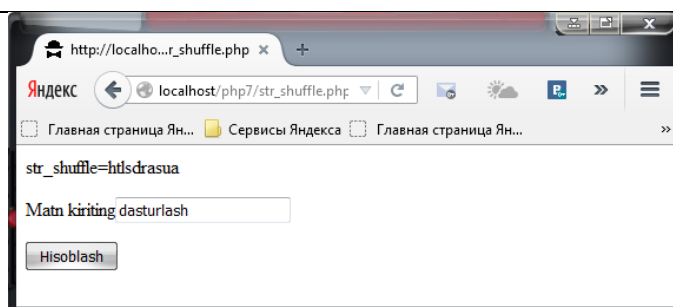 http://localho...r_shuffle.php
Яндекс localhost/php7/str_shuffle.php
Главная страница Ян... Сервисы Яндекса Главная страница Ян...
str_shuffle=htlsdrasua
Matn kiriting dasturlash
Hisoblash